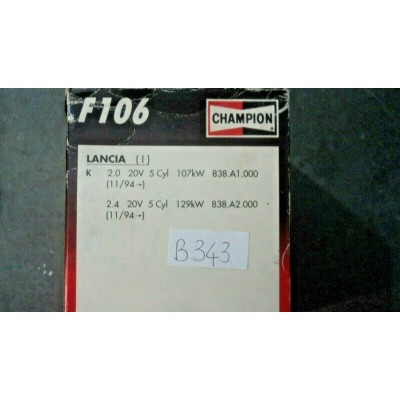 F106
CHAMPION
LANCIA (I)
K 2.0 20V 5 Cyl 107kW 838.A1.000
(11/94→)
2.4 20V 5 Cyl 129kW 838.A2.000
(11/94→)
B343